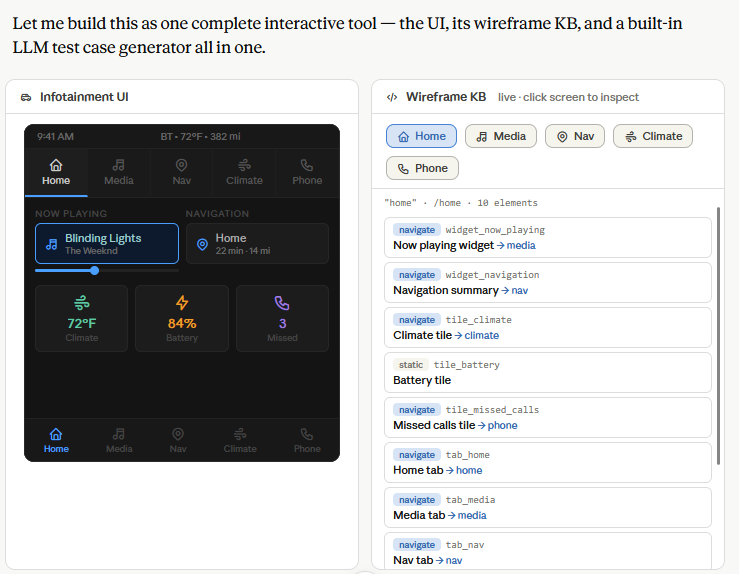 Let me build this as one complete interactive tool — the UI, its wireframe KB, and a built-in
LLM test case generator all in one.
Infotainment UI
9:41 AM BT • 72°F • 382 mi
Home Media Nav Climate Phone
NOW PLAYING NAVIGATION
Blinding Lights
The Weeknd
Home
22 min · 14 mi
72°F
Climate
84%
Battery
3
Missed
Home Media Nav Climate Phone
</> Wireframe KB live · click screen to inspect
Home Media Nav Climate
Phone
"home" · /home · 10 elements
navigate widget_now_playing
Now playing widget → media
navigate widget_navigation
Navigation summary → nav
navigate tile_climate
Climate tile → climate
static tile_battery
Battery tile
navigate tile_missed_calls
Missed calls tile → phone
navigate tab_home
Home tab → home
navigate tab_media
Media tab → media
navigate tab_nav
Nav tab → nav